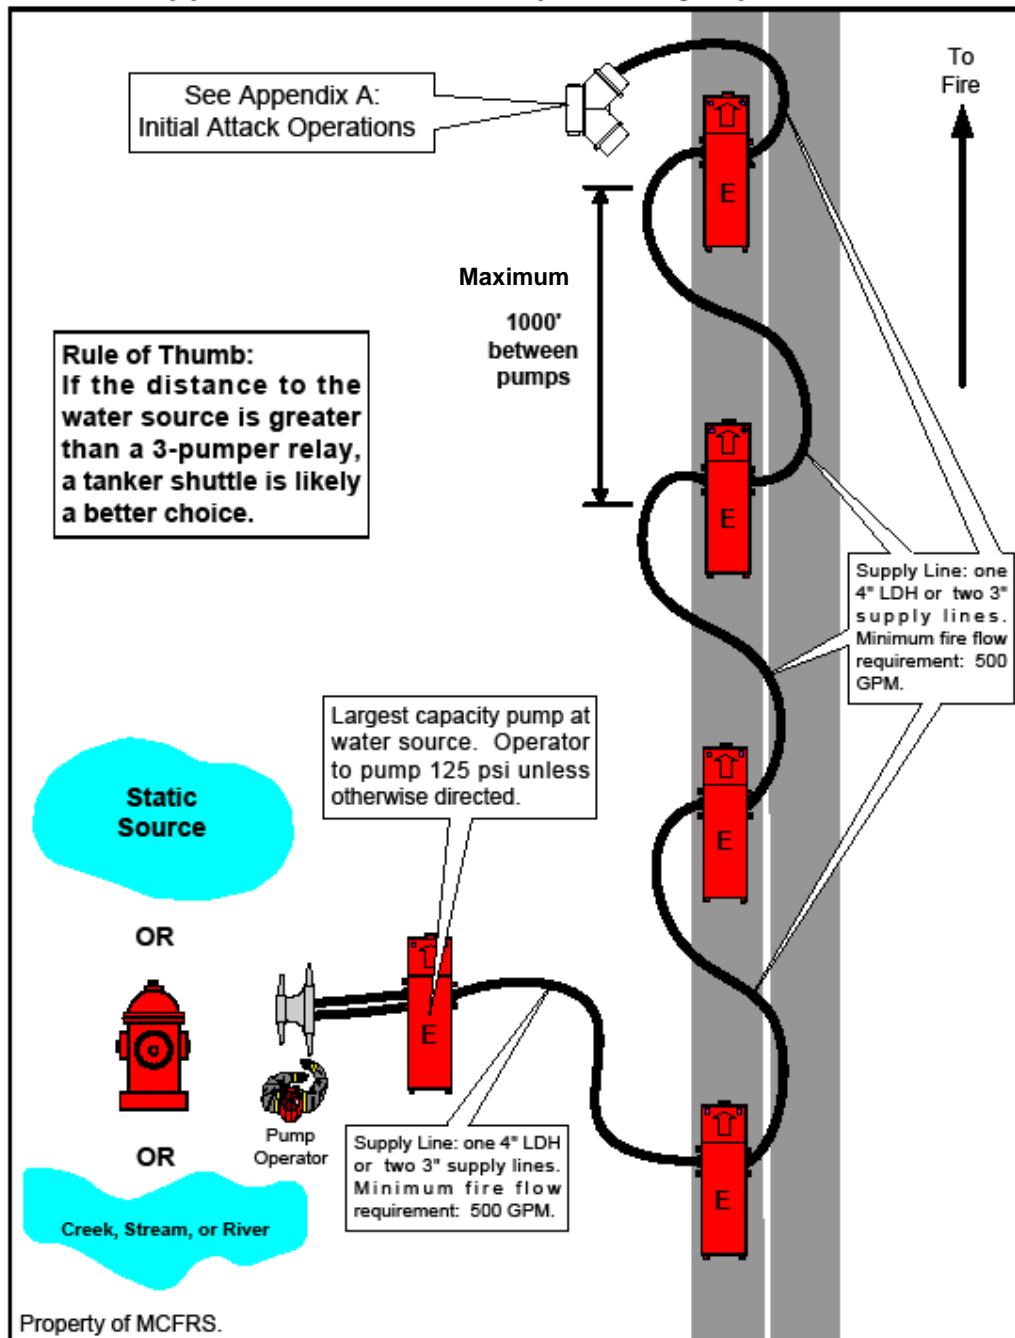 See Appendix A:
Initial Attack Operations
To
Fire
E
Maximum
1000'
between
pumps
Rule of Thumb:
If the distance to the
water source is greater
than a 3-pumper relay,
a tanker shuttle is likely
a better choice.
E
Supply Line: one
4" LDH or two 3"
supply lines.
Minimum fire flow
requirement: 500
GPM.
Largest capacity pump at
water source. Operator
to pump 125 psi unless
otherwise directed.
Static
Source
E
OR
E
Pump
Operator
OR
Supply Line: one 4" LDH
or two 3" supply lines.
Minimum fire flow
requirement: 500 GPM.
E
Creek, Stream, or River
Property of MCFRS.